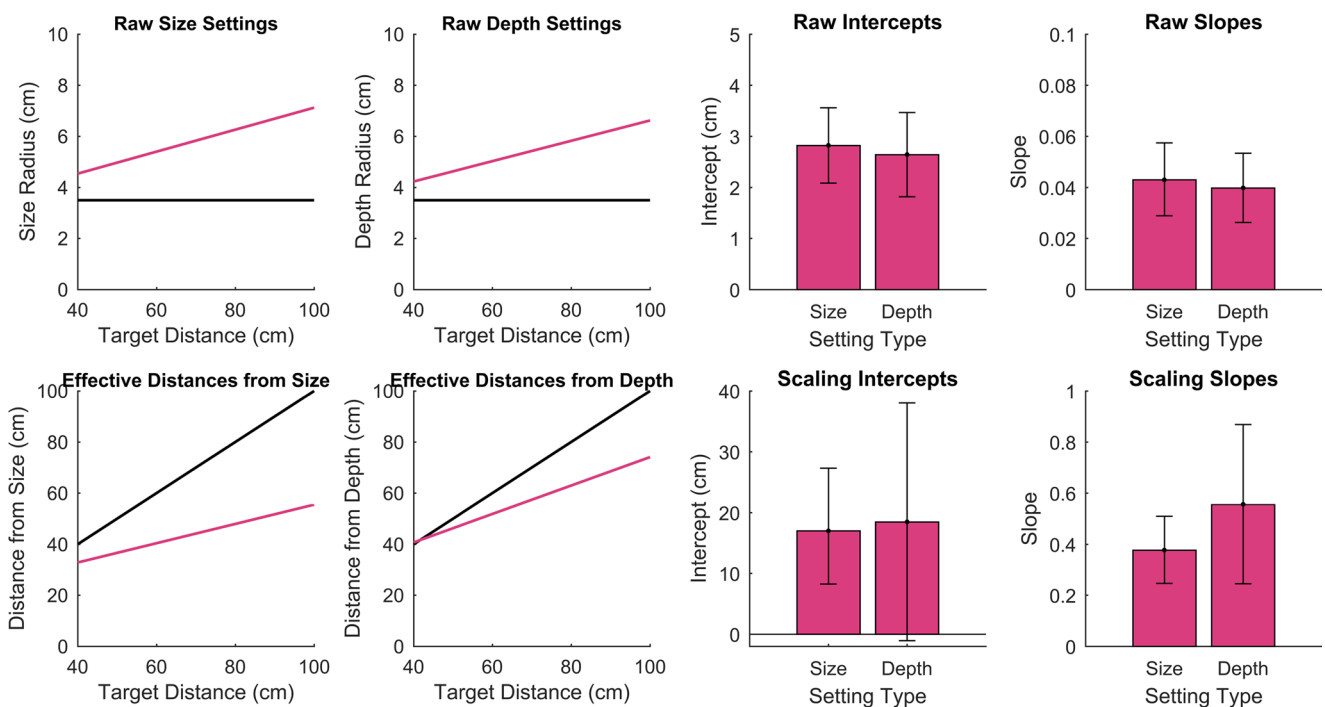 Raw Size Settings
10
8
6
4
2
0
Size Radius (cm)
40 60 80 100
Target Distance (cm)
Raw Depth Settings
10
8
6
4
2
0
Depth Radius (cm)
40 60 80 100
Target Distance (cm)
Raw Intercepts
5
4
3
2
1
0
Intercept (cm)
Size Depth
Setting Type
Raw Slopes
0.1
0.08
0.06
0.04
0.02
0
Slope
Size Depth
Setting Type
Effective Distances from Size
100
80
60
40
20
0
Distance from Size (cm)
40 60 80 100
Target Distance (cm)
Effective Distances from Depth
100
80
60
40
20
0
Distance from Depth (cm)
40 60 80 100
Target Distance (cm)
Scaling Intercepts
40
30
20
10
0
Intercept (cm)
Size Depth
Setting Type
Scaling Slopes
1
0.8
0.6
0.4
0.2
0
Slope
Size Depth
Setting Type